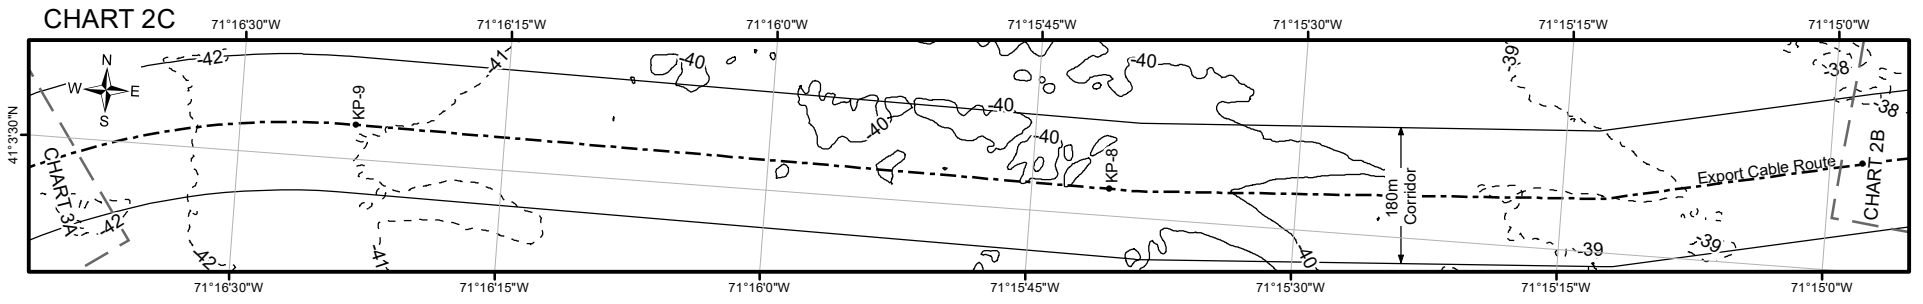 CHART 2C
71°16'30"W
71°16'15"W
71°16'0"W
71°15'45"W
71°15'30"W
71°15'15"W
71°15'0"W
41°3'30"N
N
W
E
S
-42
-41
-40
-40
-39
-38
-38
KP-9
-40
-40
-40
KP-8
180m
Corridor
Export Cable Route
CHART 2B
CHART 3A
-42
-42
-41
-40
-39
-39
71°16'30"W
71°16'15"W
71°16'0"W
71°15'45"W
71°15'30"W
71°15'15"W
71°15'0"W